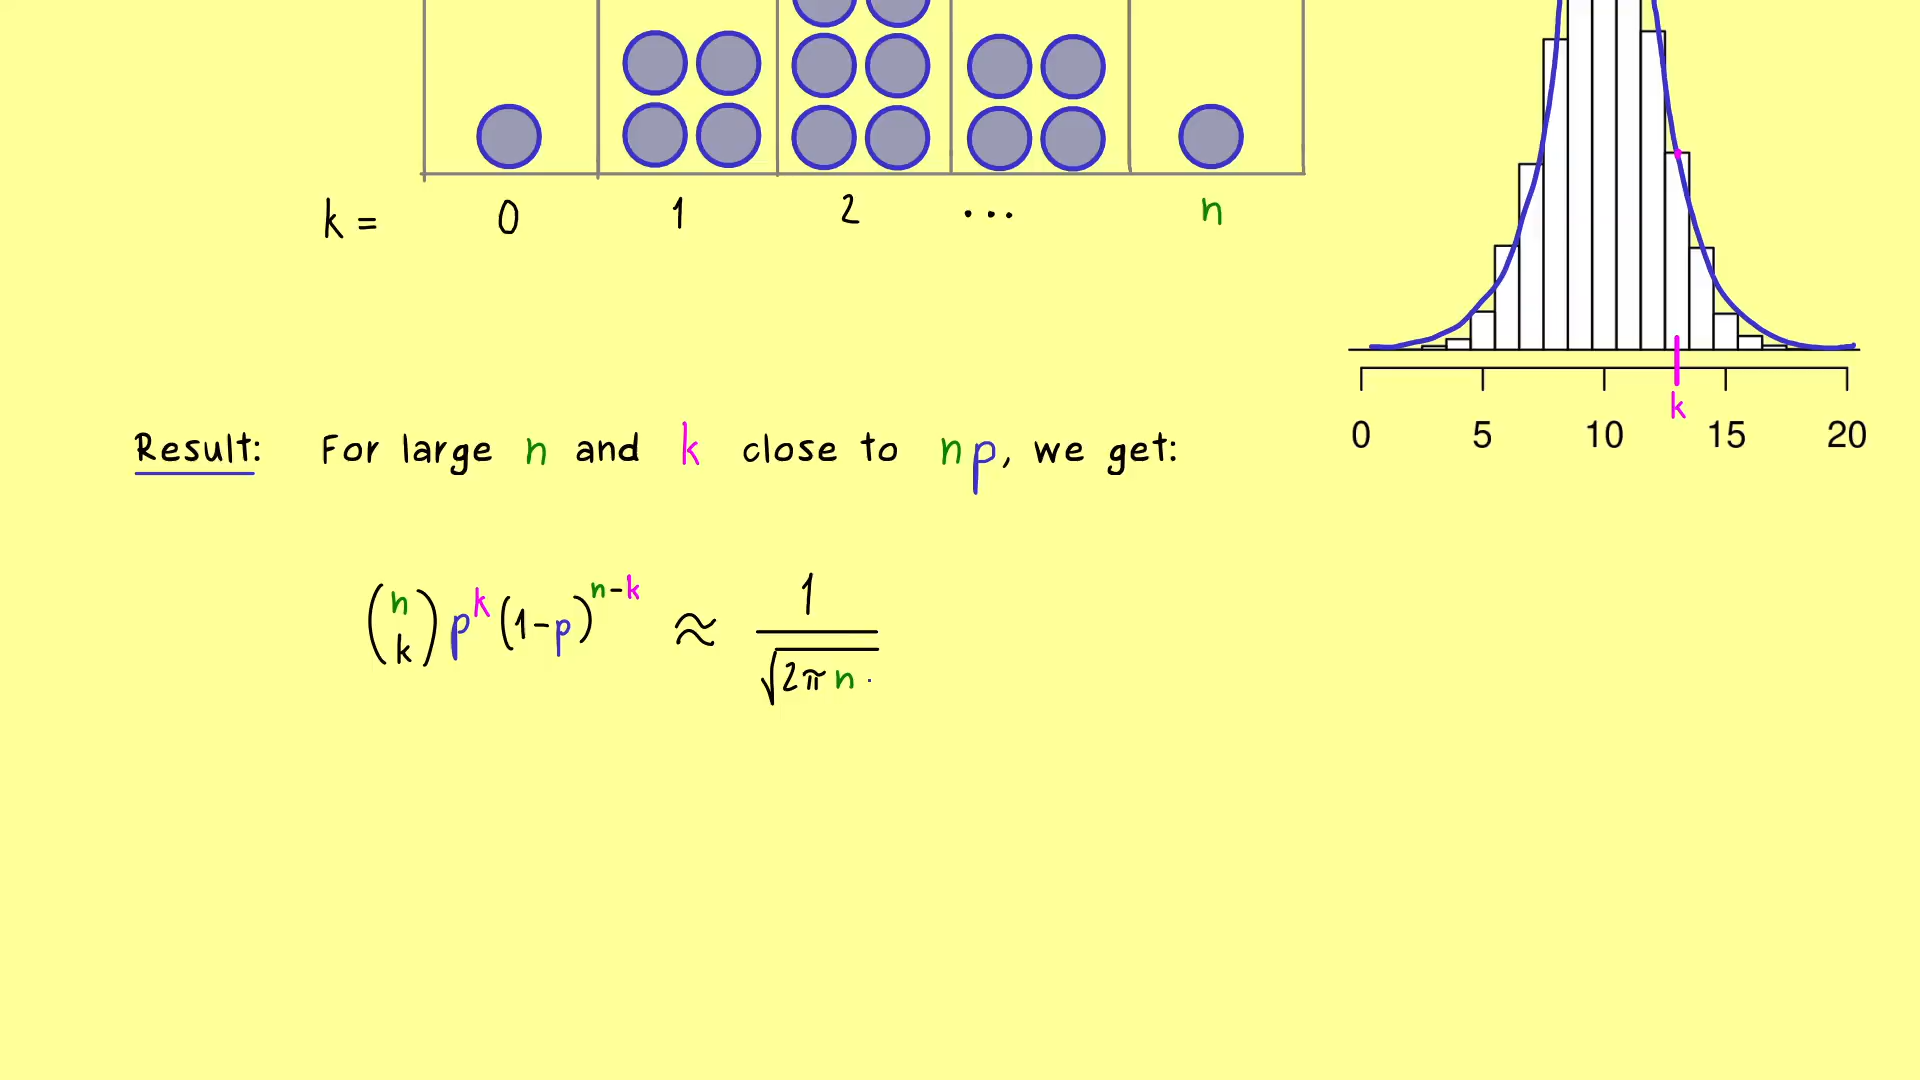 k = 0 1 2 ... n
k
0 5 10 15 20
Result: For large n and k close to np, we get:
(n k) p^k (1-p)^{n-k} ≈ 1 / √2πn ·